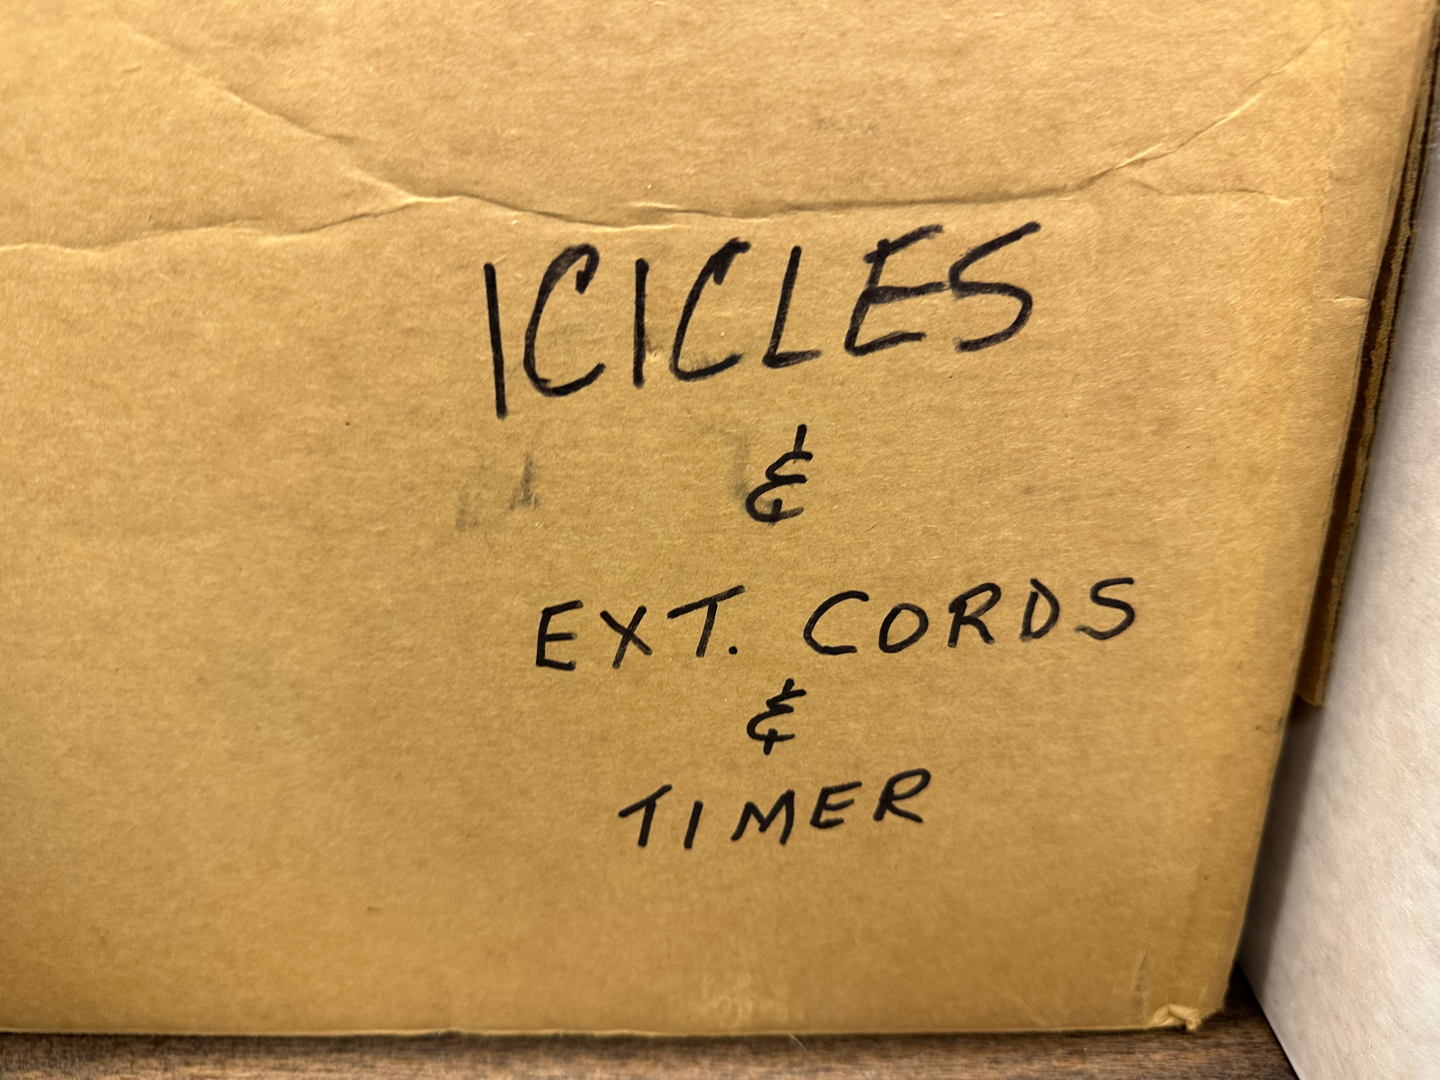 ICICLES
&
EXT. CORDS
&
TIMER